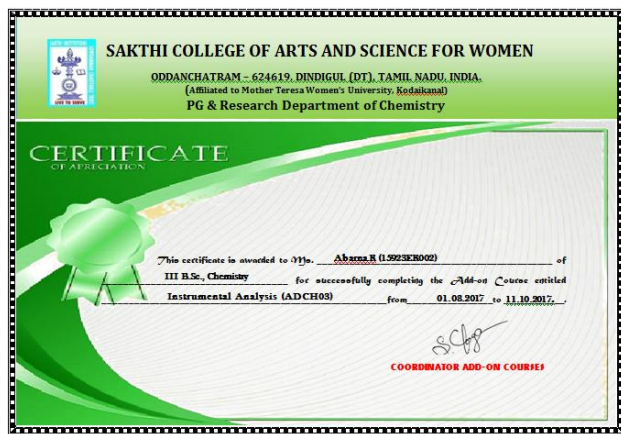 SAKTHI COLLEGE OF ARTS AND SCIENCE FOR WOMEN
ODDANCHATRAM – 624619, DINDIGUL (DT), TAMIL NADU, INDIA.
(Affiliated to Mother Teresa Women's University, Kodaikanal)
PG & Research Department of Chemistry
LIVE TO SERVE
CERTIFICATE
OF APRECIATION
This certificate is awarded to Ms. Abarna R (15923ER002) of
III B.Sc., Chemistry for successfully completing the Add-on Course entitled
Instrumental Analysis (ADCH03) from 01.08.2017 to 11.10.2017.
COORDINATOR ADD-ON COURSES